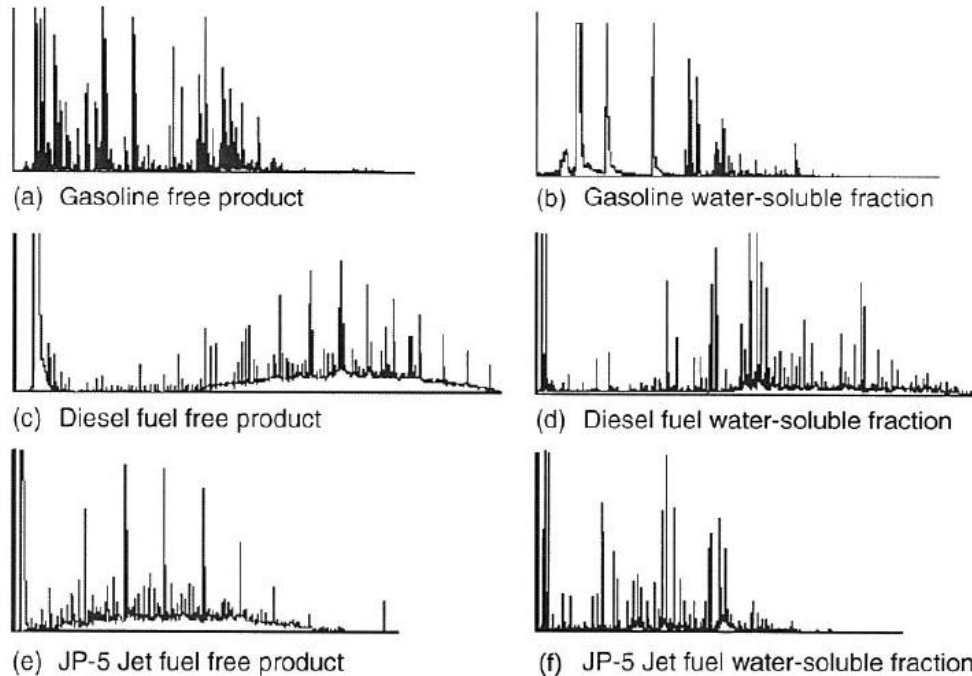 (a) Gasoline free product
(b) Gasoline water-soluble fraction
(c) Diesel fuel free product
(d) Diesel fuel water-soluble fraction
(e) JP-5 Jet fuel free product
(f) JP-5 Jet fuel water-soluble fraction